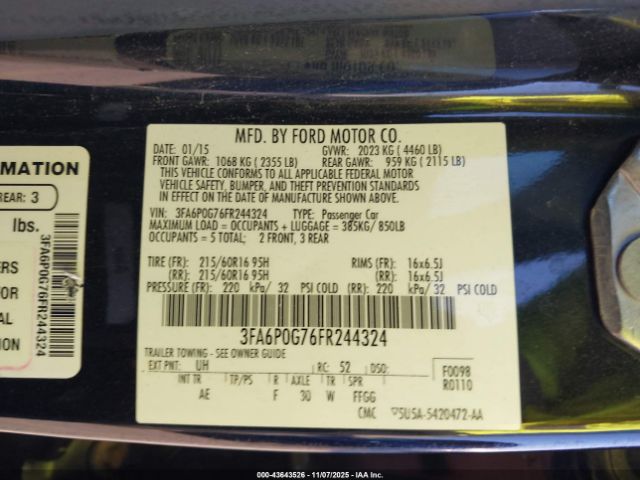 MFD. BY FORD MOTOR CO.
01/15 GVWR: 2023 KG ( 4460 LB)
FRONT GAWR: 1068 KG ( 2355 LB) REAR GAWR: 959 KG ( 2115 LB)
THIS VEHICLE CONFORMS TO ALL APPLICABLE FEDERAL MOTOR
VEHICLE SAFETY, BUMPER, AND THEFT PREVENTION STANDARDS
IN EFFECT ON THE DATE OF MANUFACTURE SHOWN ABOVE.
VIN: 3FA6P0G76FR244324 TYPE: Passenger Car
MAXIMUM LOAD = OCCUPANTS + LUGGAGE = 385KG/ 850LB
OCCUPANTS = 5 TOTAL; 2 FRONT, 3 REAR
TIRE (FR): 215/60R16 95H RIMS (FR): 16x6.5J
(RR): 215/60R16 95H (RR): 16x6.5J
PRESSURE (FR): 220 kPa/ 32 PSI COLD (RR): 220 kPa/ 32 PSI COLD
3FA6P0G76FR244324
TRAILER TOWING - SEE OWNER GUIDE
EXT PNT: UH RC: 52 DSO: F0098
R0110
INT TR TP/PS R AXLE TR SPR
AE F 30 W FFGG
CMC 5U5A-5420472-AA
RMATION
REAR: 3
lbs.
3FA6P0G76FR244324
ERS
TOR
AL
ION
000-43643526 - 11/07/2025 - IAA Inc.